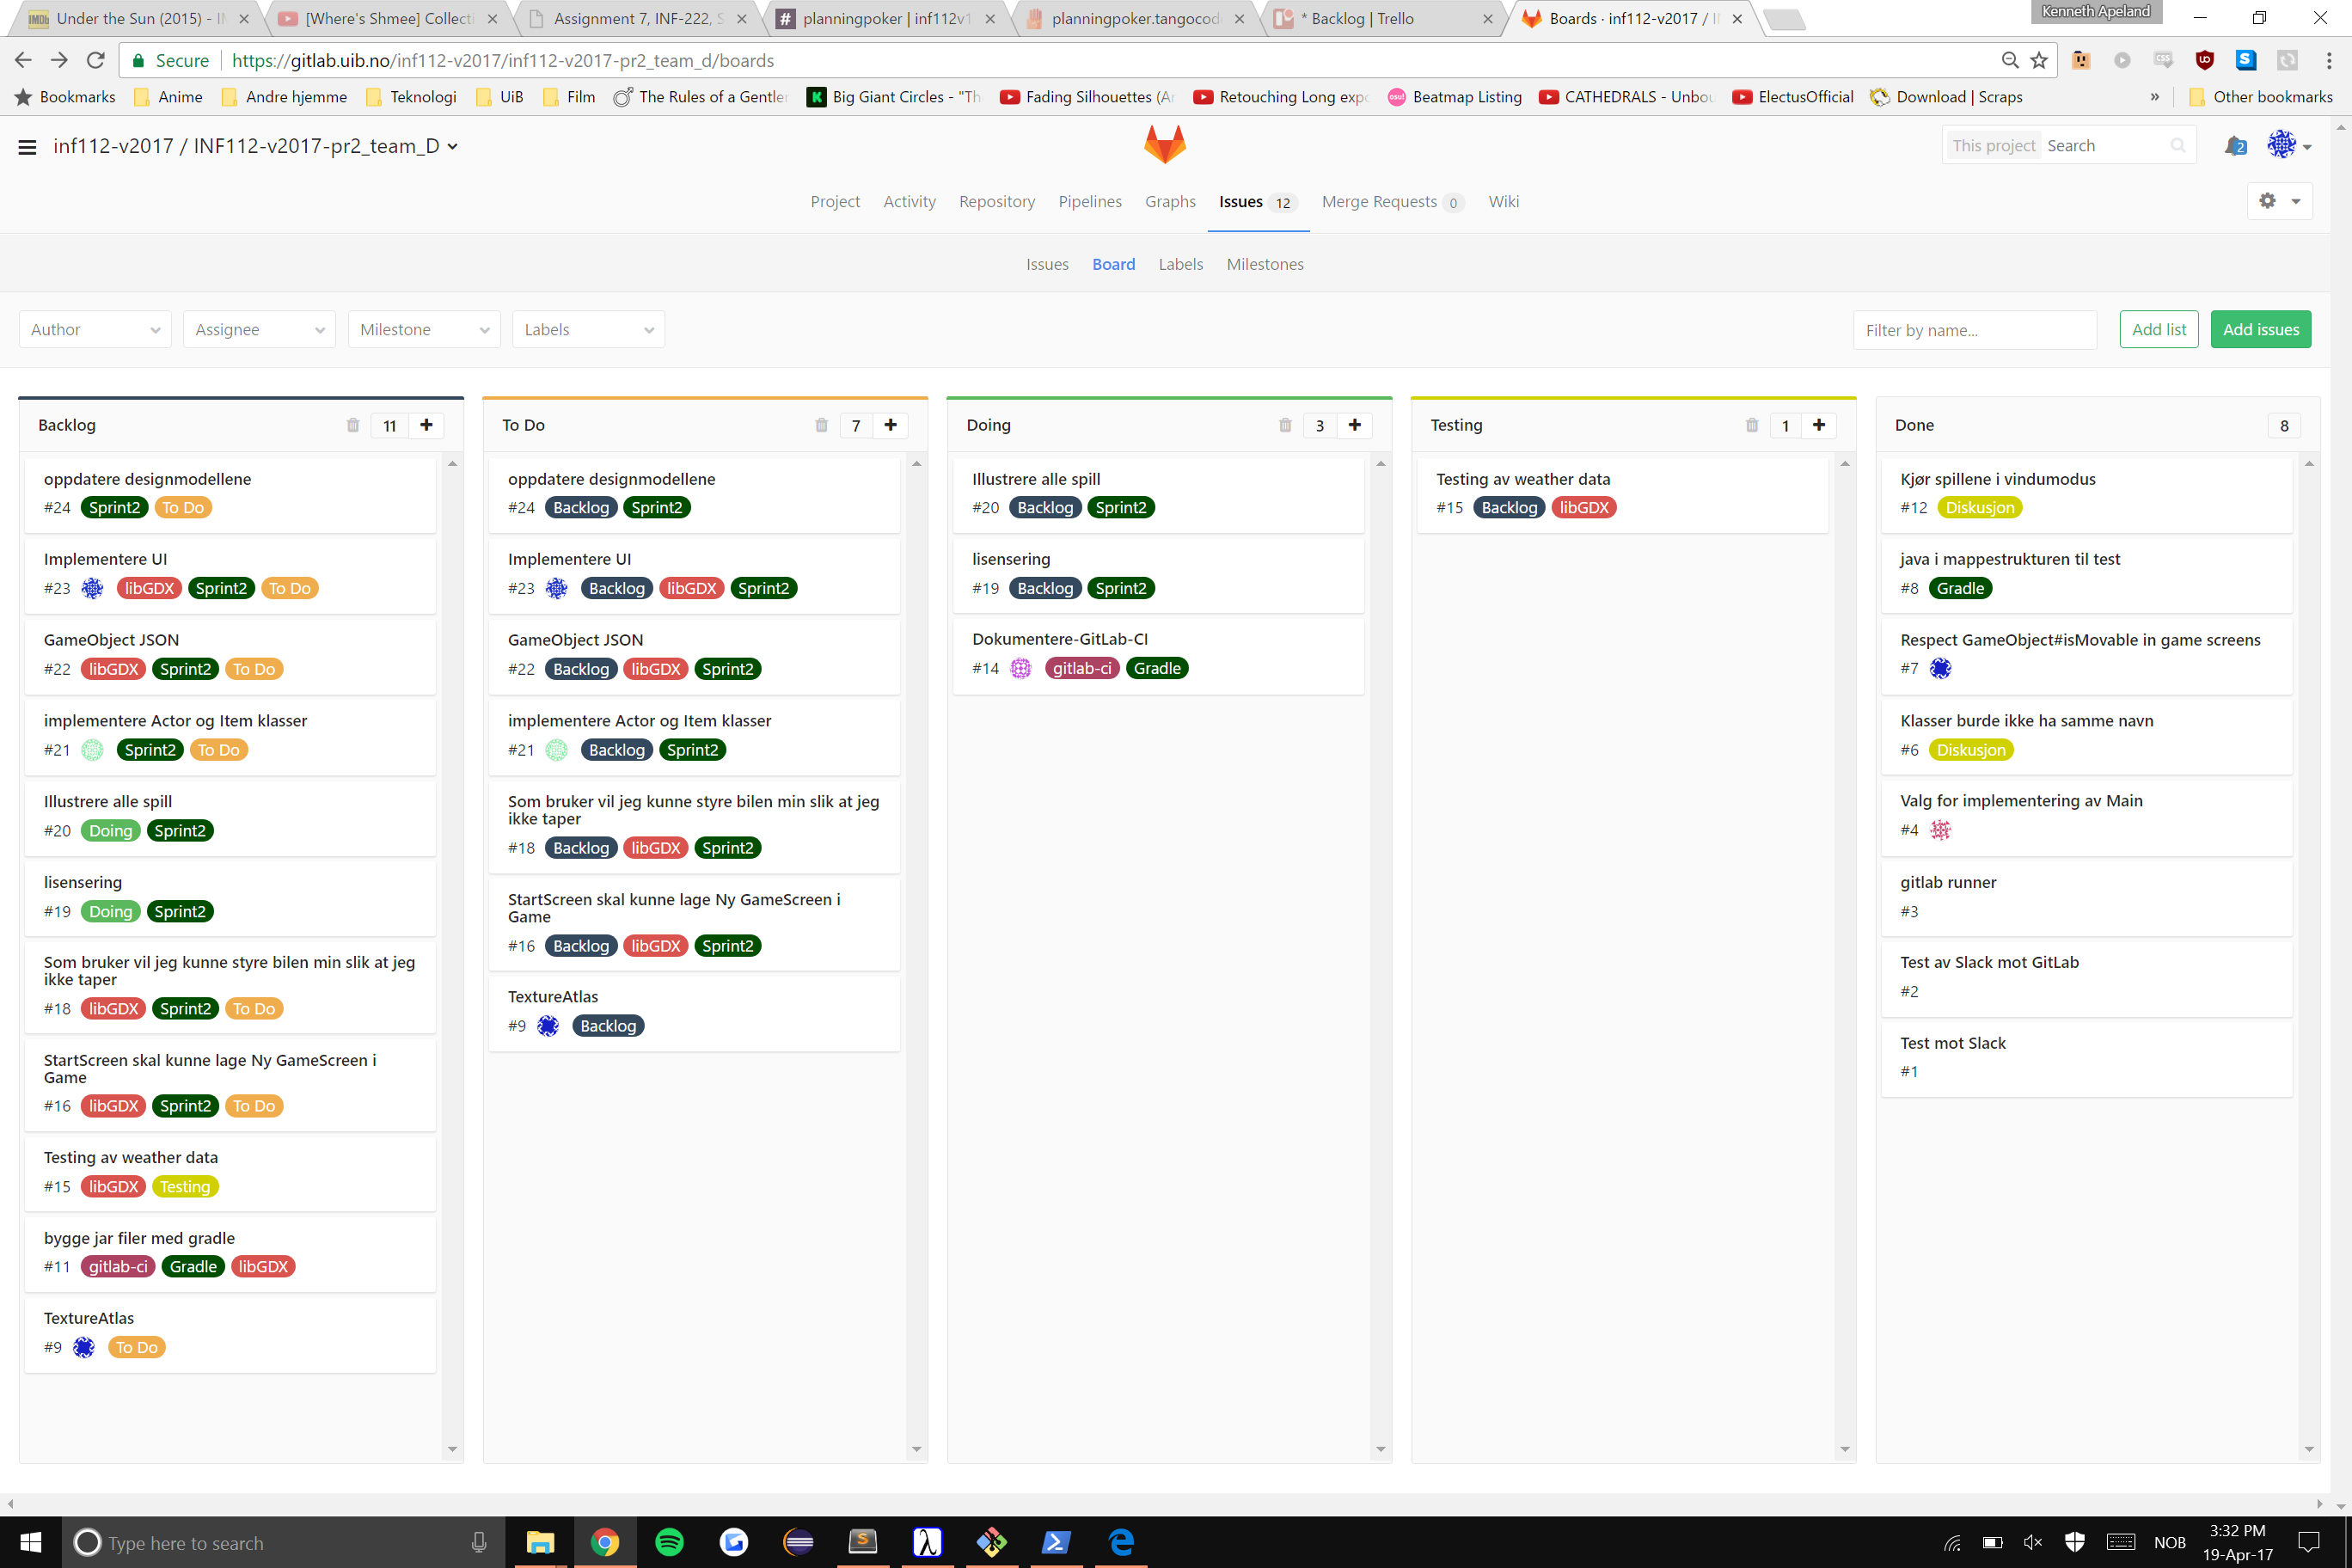 Under the Sun (2015) - IM
[Where's Shmee] Collecti
Assignment 7, INF-222, S
planningpoker | inf112v1
planningpoker.tangocod
* Backlog | Trello
Boards · inf112-v2017 / I
Kenneth Apeland
Secure
https://gitlab.uib.no/inf112-v2017/inf112-v2017-pr2_team_d/boards
Bookmarks
Anime
Andre hjemme
Teknologi
UiB
Film
The Rules of a Gentler
Big Giant Circles - "Th
Fading Silhouettes (Ar
Retouching Long expo
Beatmap Listing
CATHEDRALS - Unbou
ElectusOfficial
Download | Scraps
»
Other bookmarks
inf112-v2017 / INF112-v2017-pr2_team_D
This project Search
2
Project Activity Repository Pipelines Graphs Issues 12 Merge Requests 0 Wiki
Issues Board Labels Milestones
Author Assignee Milestone Labels
Filter by name...
Add list
Add issues
Backlog 11 +
oppdatere designmodellene
#24 Sprint2 To Do
Implementere UI
#23 libGDX Sprint2 To Do
GameObject JSON
#22 libGDX Sprint2 To Do
implementere Actor og Item klasser
#21 Sprint2 To Do
Illustrere alle spill
#20 Doing Sprint2
lisensering
#19 Doing Sprint2
Som bruker vil jeg kunne styre bilen min slik at jeg
ikke taper
#18 libGDX Sprint2 To Do
StartScreen skal kunne lage Ny GameScreen i
Game
#16 libGDX Sprint2 To Do
Testing av weather data
#15 libGDX Testing
bygge jar filer med gradle
#11 gitlab-ci Gradle libGDX
TextureAtlas
#9 To Do
To Do 7 +
oppdatere designmodellene
#24 Backlog Sprint2
Implementere UI
#23 Backlog libGDX Sprint2
GameObject JSON
#22 Backlog libGDX Sprint2
implementere Actor og Item klasser
#21 Backlog Sprint2
Som bruker vil jeg kunne styre bilen min slik at jeg
ikke taper
#18 Backlog libGDX Sprint2
StartScreen skal kunne lage Ny GameScreen i
Game
#16 Backlog libGDX Sprint2
TextureAtlas
#9 Backlog
Doing 3 +
Illustrere alle spill
#20 Backlog Sprint2
lisensering
#19 Backlog Sprint2
Dokumentere-GitLab-CI
#14 gitlab-ci Gradle
Testing 1 +
Testing av weather data
#15 Backlog libGDX
Done 8
Kjør spillene i vindumodus
#12 Diskusjon
java i mappestrukturen til test
#8 Gradle
Respect GameObject#isMovable in game screens
#7
Klasser burde ikke ha samme navn
#6 Diskusjon
Valg for implementering av Main
#4
gitlab runner
#3
Test av Slack mot GitLab
#2
Test mot Slack
#1
Type here to search
NOB
3:32 PM
19-Apr-17